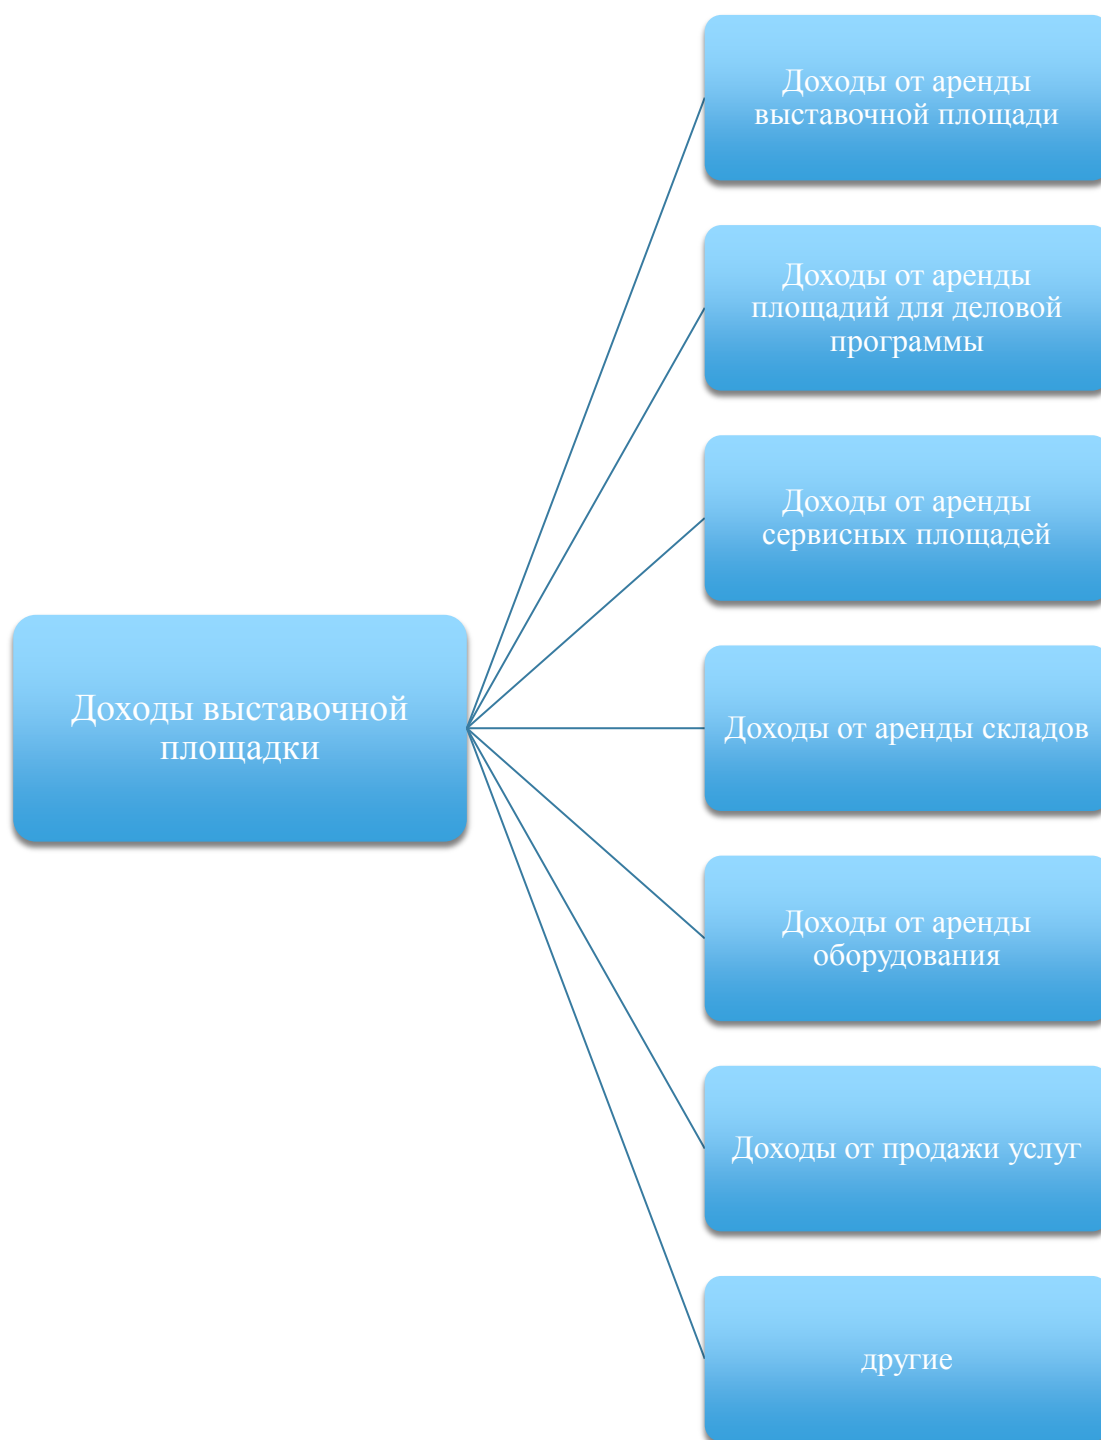 Доходы от аренды
выставочной площади
Доходы от аренды
площадий для деловой
программы
Доходы от аренды
сервисных площадей
Доходы выставочной
площадки
Доходы от аренды складов
Доходы от аренды
оборудования
Доходы от продажи услуг
другие